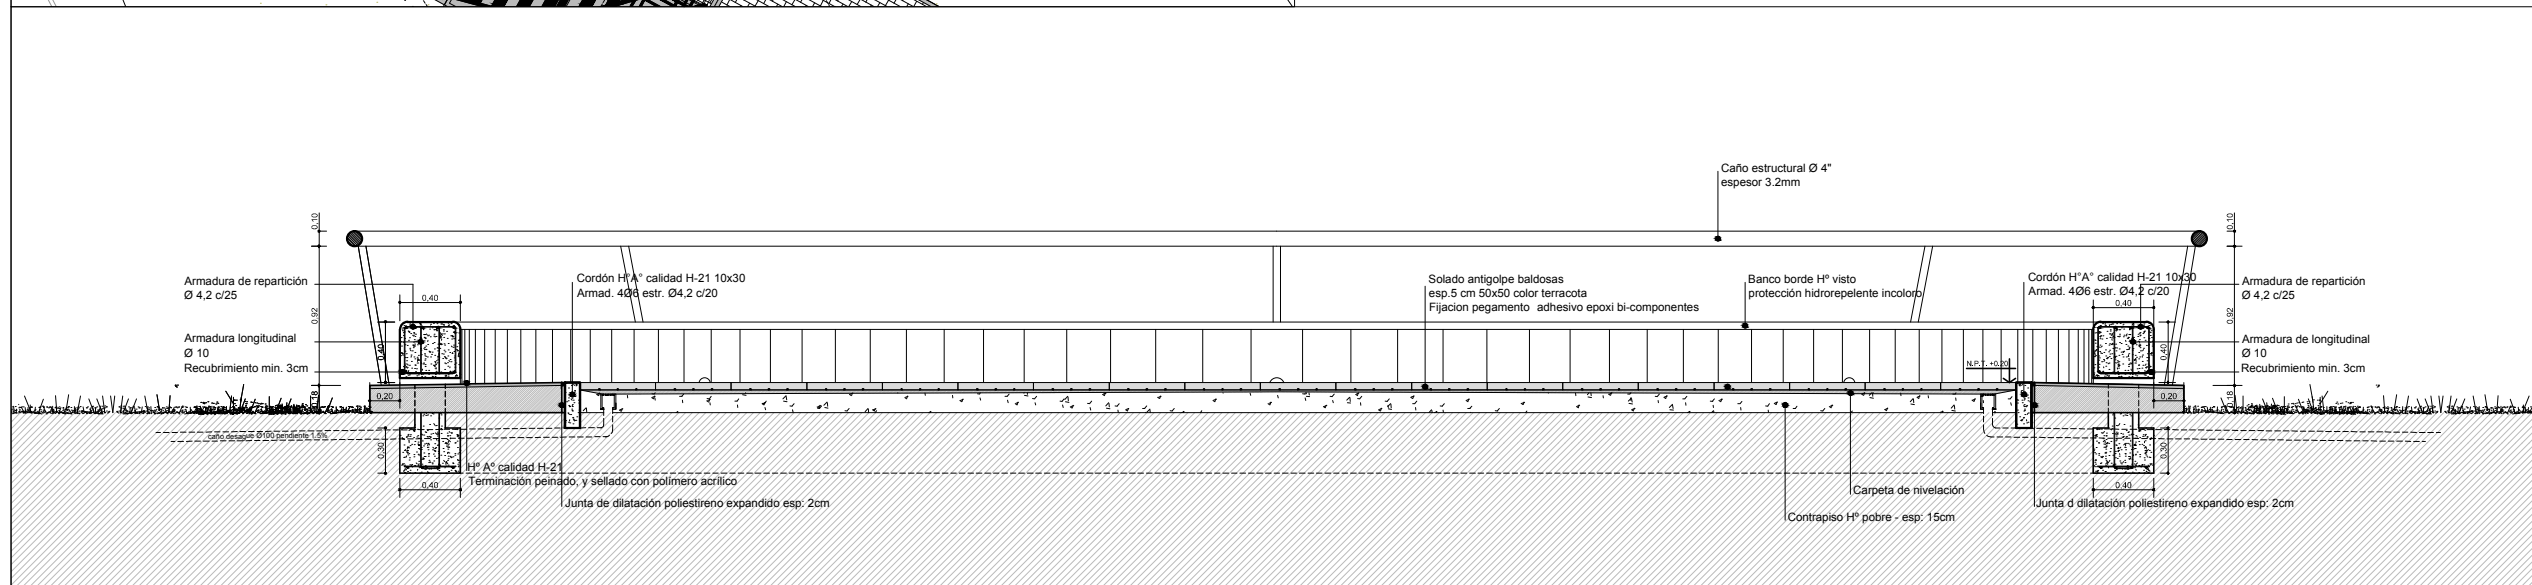 Caño estructural Ø 4"
espesor 3.2mm
0,10
0,10
Armadura de repartición
Ø 4,2 c/25
Cordón H°A° calidad H-21 10x30
Armad. 4Ø6 estr. Ø4,2 c/20
Solado antigolpe baldosas
esp.5 cm 50x50 color terracota
Fijacion pegamento adhesivo epoxi bi-componentes
Banco borde Hº visto
protección hidrorepelente incoloro
Cordón H°A° calidad H-21 10x30
Armad. 4Ø6 estr. Ø4,2 c/20
Armadura de repartición
Ø 4,2 c/25
0,40
0,40
0,92
0,92
Armadura longitudinal
Ø 10
Recubrimiento min. 3cm
0,40
0,40
Armadura de longitudinal
Ø 10
Recubrimiento min. 3cm
N.P.T. +0.20
0,18
0,20
0,20
0,18
caño desague Ø100 pendiente 1.5%
0,30
0,30
Hº Aº calidad H-21
Terminación peinado, y sellado con polímero acrílico
0,40
0,40
Carpeta de nivelación
Junta de dilatación poliestireno expandido esp: 2cm
Junta d dilatación poliestireno expandido esp: 2cm
Contrapiso Hº pobre - esp: 15cm